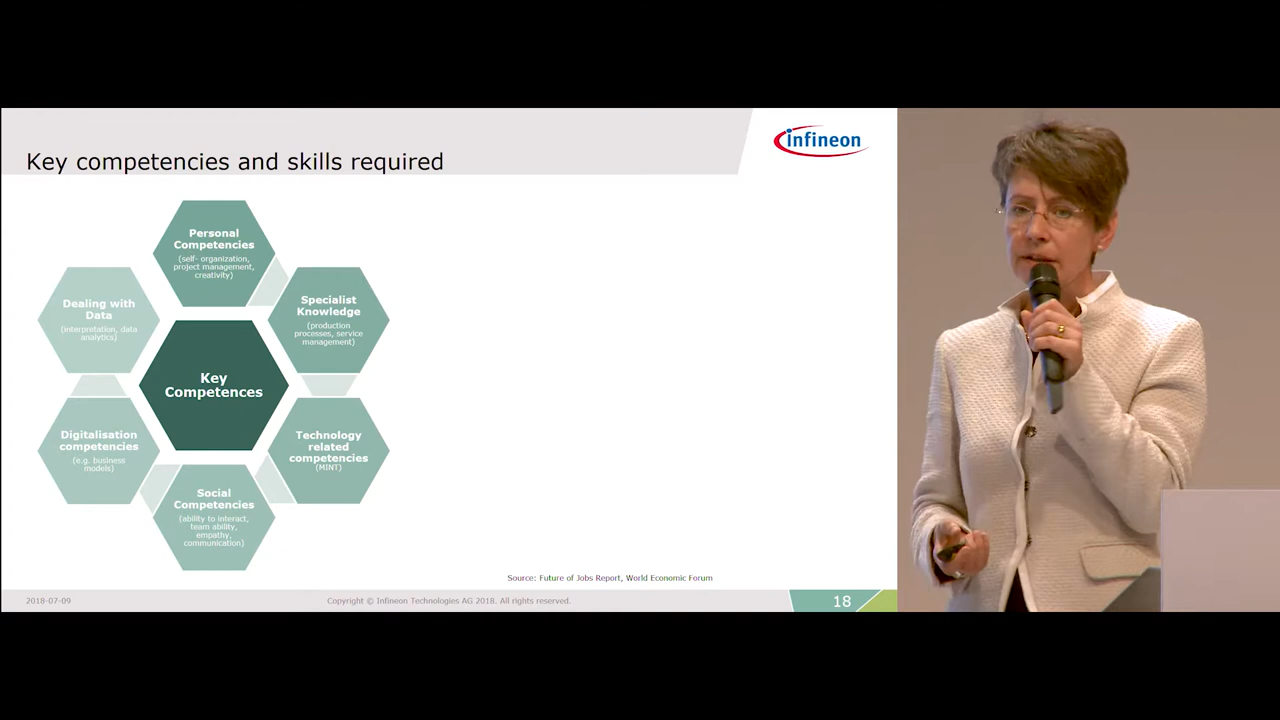 infineon
Key competencies and skills required
Personal
Competencies
(self- organization,
project management,
creativity)
Specialist
Knowledge
(production
processes, service
management)
Technology
related
competencies
(MINT)
Social
Competencies
(ability to interact,
team ability,
empathy,
communication)
Digitalisation
competencies
(e.g. business
models)
Dealing with
Data
(interpretation, data
analytics)
Key
Competences
Source: Future of Jobs Report, World Economic Forum
2018-07-09
Copyright © Infineon Technologies AG 2018. All rights reserved.
18